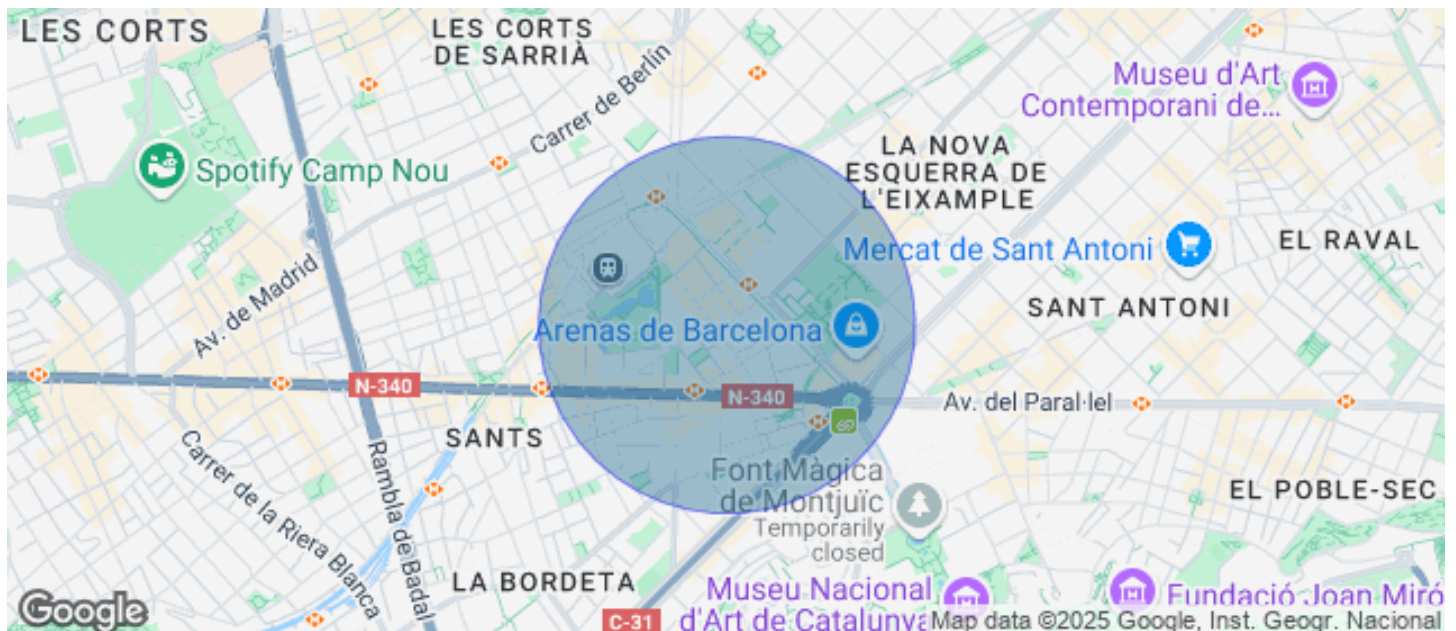 LES CORTS
LES CORTS
DE SARRIÀ
Carrer de Berlín
Museu d'Art
Contemporani de...
LA NOVA
ESQUERRA DE
L'EIXAMPLE
Spotify Camp Nou
Mercat de Sant Antoni
EL RAVAL
Av. de Madrid
SANT ANTONI
Arenas de Barcelona
N-340
N-340
Av. del Paral·lel
SANTS
Carrer de la Riera Blanca
Rambla de Badal
Font Màgica
de Montjuïc
Temporarily
closed
EL POBLE-SEC
LA BORDETA
Museu Nacional
d'Art de Catalunya
Fundació Joan Miró
C-31
Google
Map data ©2025 Google, Inst. Geogr. Nacional